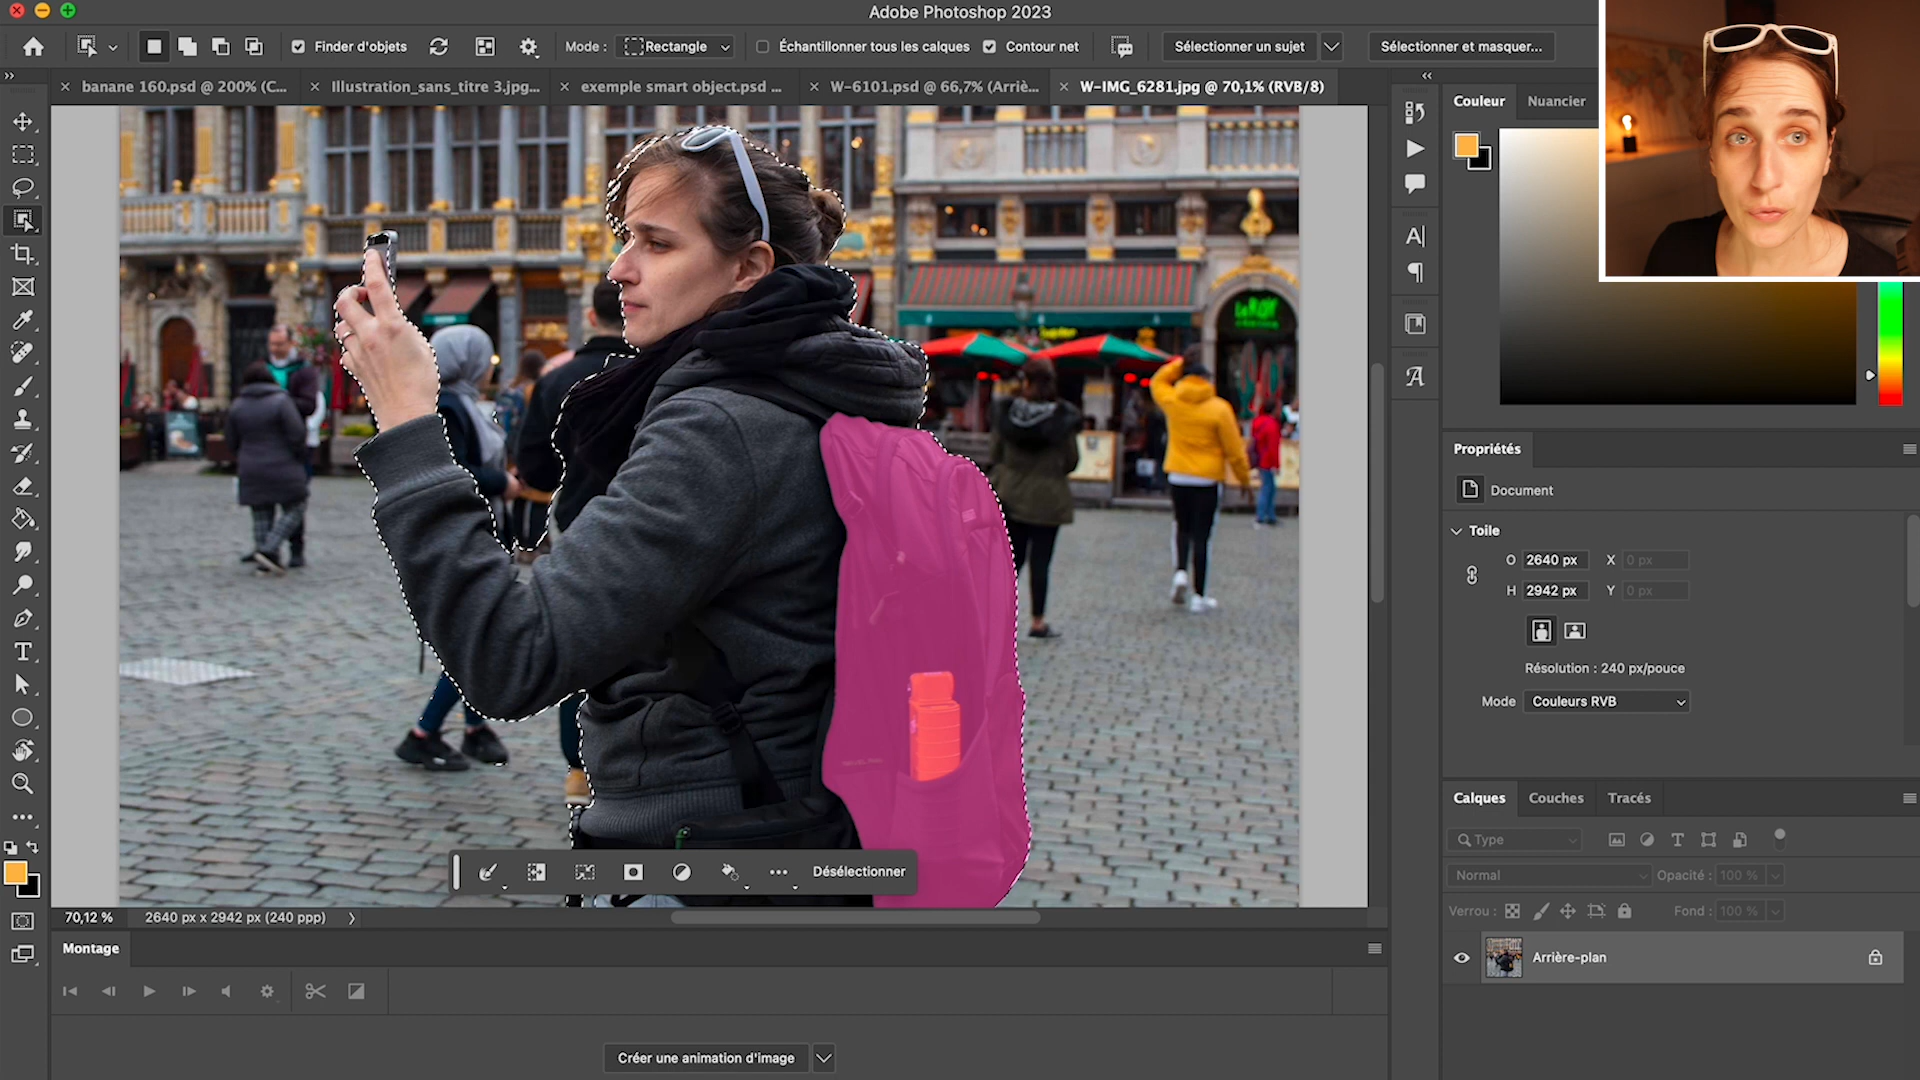 Adobe Photoshop 2023
Finder d'objets
Mode :
Rectangle
Échantillonner tous les calques
Contour net
Sélectionner un sujet
Sélectionner et masquer...
banane 160.psd @ 200% (C...
Illustration_sans_titre 3.jpg...
exemple smart object.psd ...
W-6101.psd @ 66,7% (Arriè...
W-IMG_6281.jpg @ 70,1% (RVB/8)
Couleur
Nuancier
Propriétés
Document
Toile
O 2640 px X 0 px
H 2942 px Y 0 px
Résolution : 240 px/pouce
Mode Couleurs RVB
Calques
Couches
Tracés
Type
Normal
Opacité : 100 %
Verrou :
Fond : 100 %
Arrière-plan
Désélectionner
70,12 %
2640 px x 2942 px (240 ppp)
Montage
Créer une animation d'image